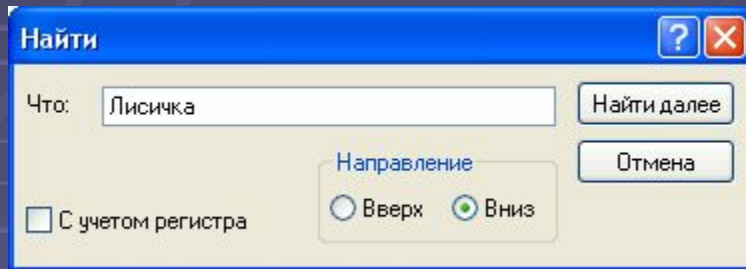 Найти
Что: Лисичка Найти далее
Направление Отмена
С учетом регистра Вверх Вниз